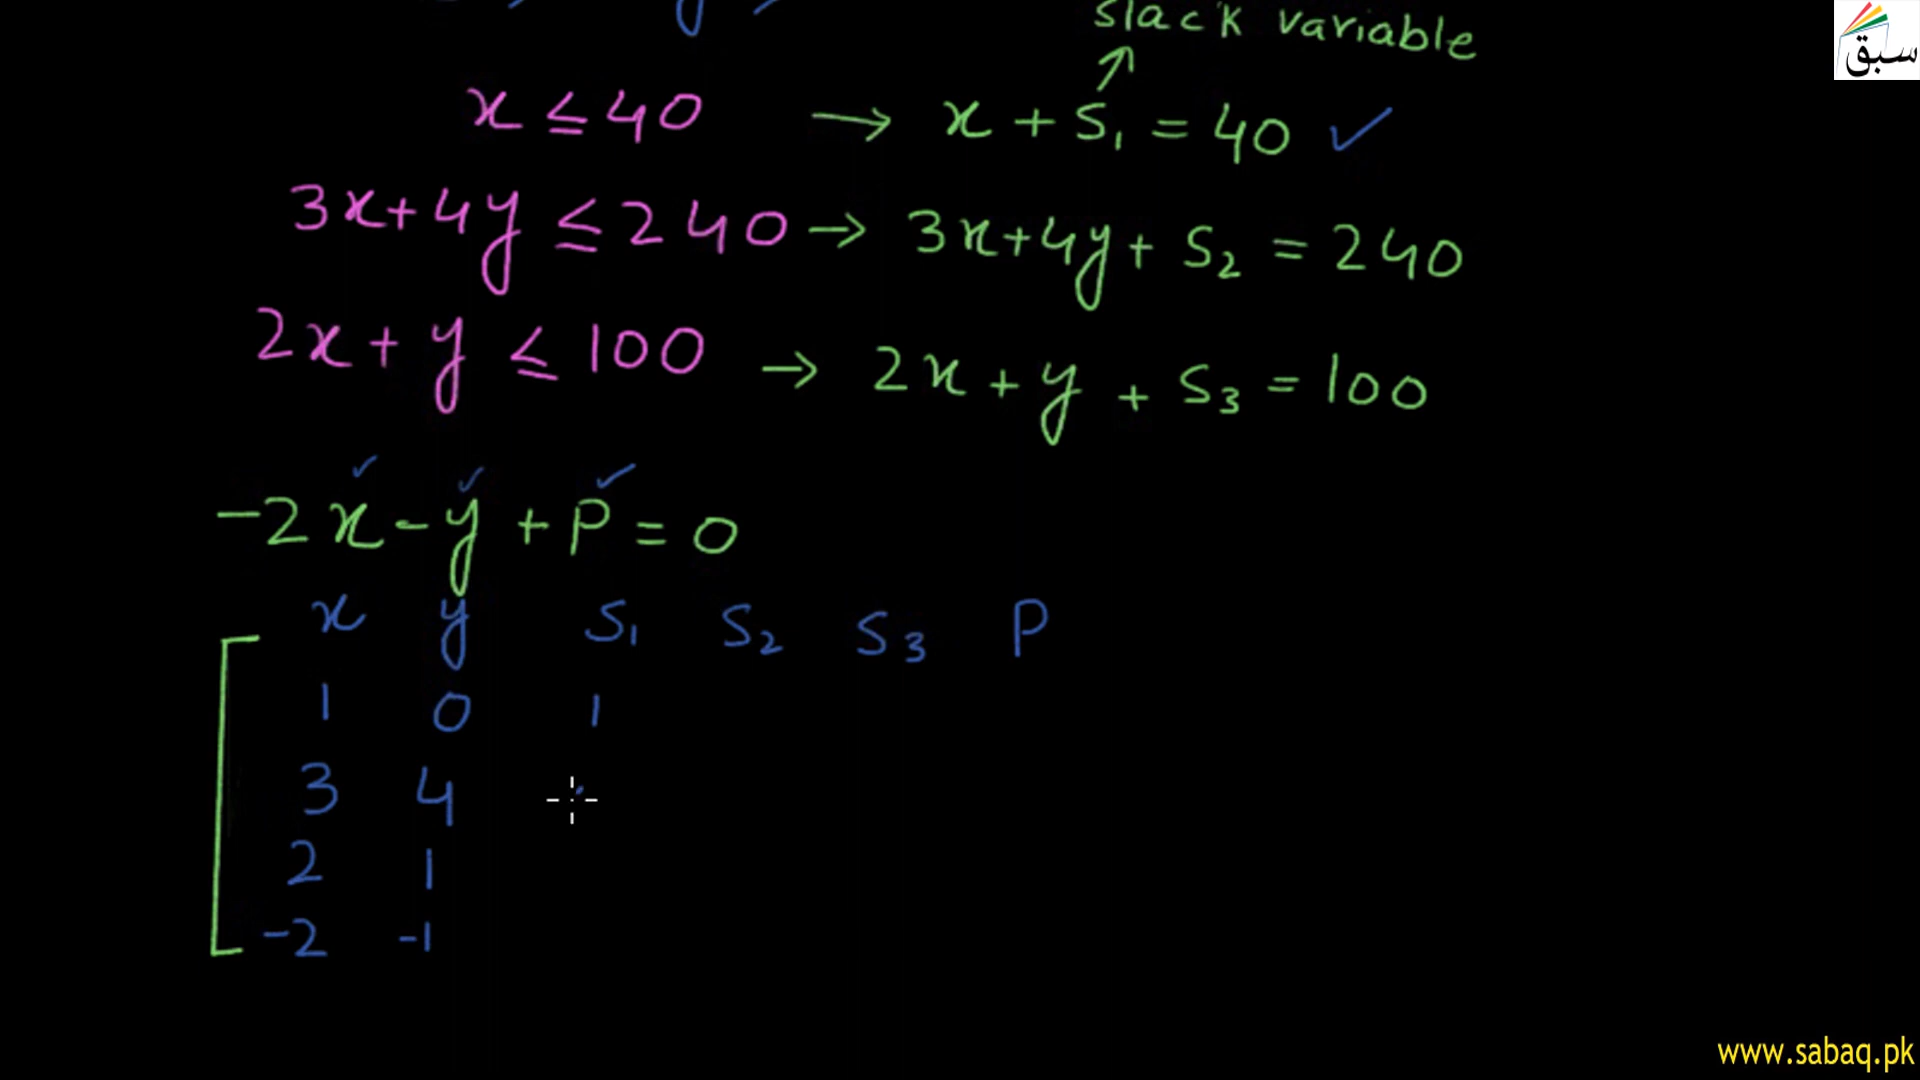 slack variable
سبق
x ≤ 40 → x + S₁ = 40 ✓
3x+4y ≤ 240 → 3x+4y + S₂ = 240
2x + y ≤ 100 → 2x + y + S₃ = 100
-2x - y + P = 0
x y S₁ S₂ S₃ P
1 0 1
3 4
2 1
-2 -1
www.sabaq.pk